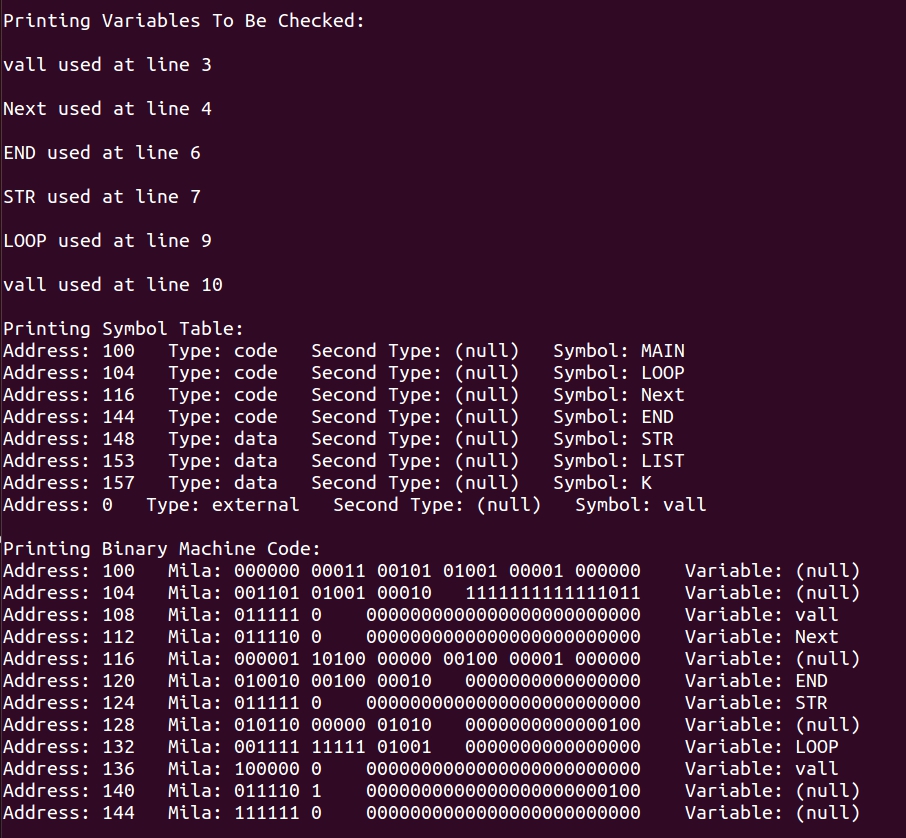 Printing Variables To Be Checked:
vall used at line 3
Next used at line 4
END used at line 6
STR used at line 7
LOOP used at line 9
vall used at line 10
Printing Symbol Table:
Address: 100   Type: code   Second Type: (null)   Symbol: MAIN
Address: 104   Type: code   Second Type: (null)   Symbol: LOOP
Address: 116   Type: code   Second Type: (null)   Symbol: Next
Address: 144   Type: code   Second Type: (null)   Symbol: END
Address: 148   Type: data   Second Type: (null)   Symbol: STR
Address: 153   Type: data   Second Type: (null)   Symbol: LIST
Address: 157   Type: data   Second Type: (null)   Symbol: K
Address: 0   Type: external   Second Type: (null)   Symbol: vall
Printing Binary Machine Code:
Address: 100   Mila: 000000 00011 00101 01001 00001 000000    Variable: (null)
Address: 104   Mila: 001101 01001 00010   1111111111111011    Variable: (null)
Address: 108   Mila: 011111 0    0000000000000000000000000    Variable: vall
Address: 112   Mila: 011110 0    0000000000000000000000000    Variable: Next
Address: 116   Mila: 000001 10100 00000 00100 00001 000000    Variable: (null)
Address: 120   Mila: 010010 00100 00010   0000000000000000    Variable: END
Address: 124   Mila: 011111 0    0000000000000000000000000    Variable: STR
Address: 128   Mila: 010110 00000 01010   0000000000000100    Variable: (null)
Address: 132   Mila: 001111 11111 01001   0000000000000000    Variable: LOOP
Address: 136   Mila: 100000 0    0000000000000000000000000    Variable: vall
Address: 140   Mila: 011110 1    0000000000000000000000100    Variable: (null)
Address: 144   Mila: 111111 0    0000000000000000000000000    Variable: (null)